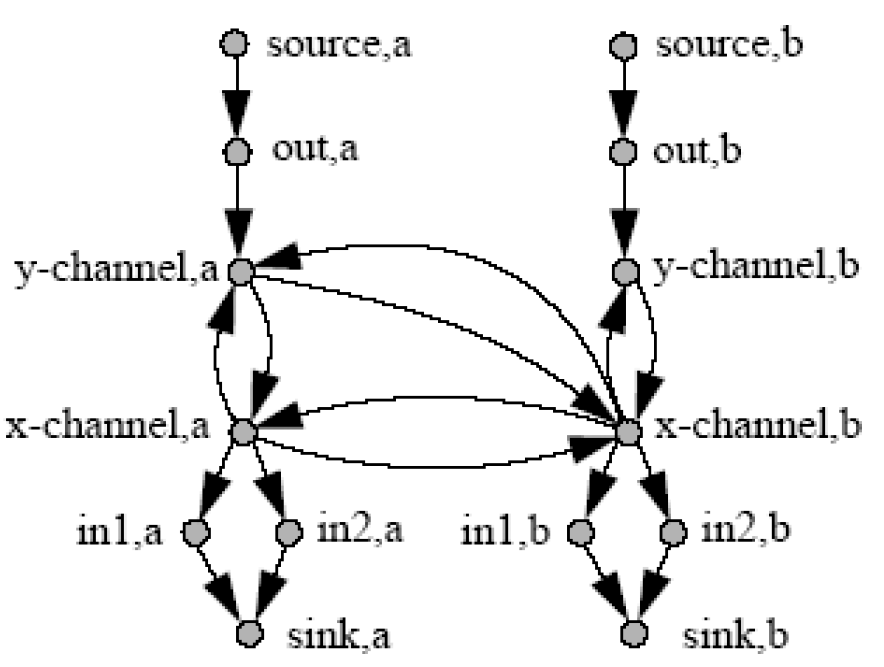 source,a
source,b
out,a
out,b
y-channel,a
y-channel,b
x-channel,a
x-channel,b
in1,a
in2,a
in1,b
in2,b
sink,a
sink,b